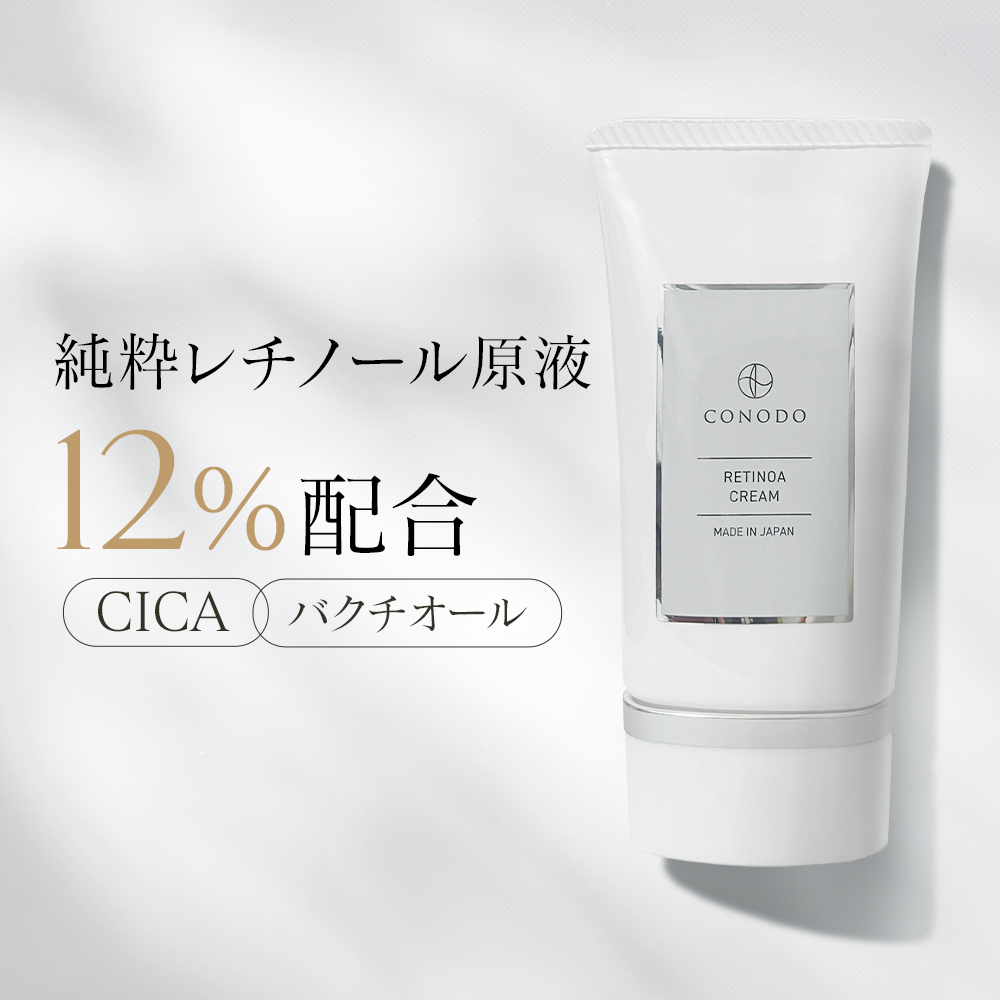 純粋レチノール原液
12%配合
CICA バクチオール
CONODO
RETINOA
CREAM
MADE IN JAPAN